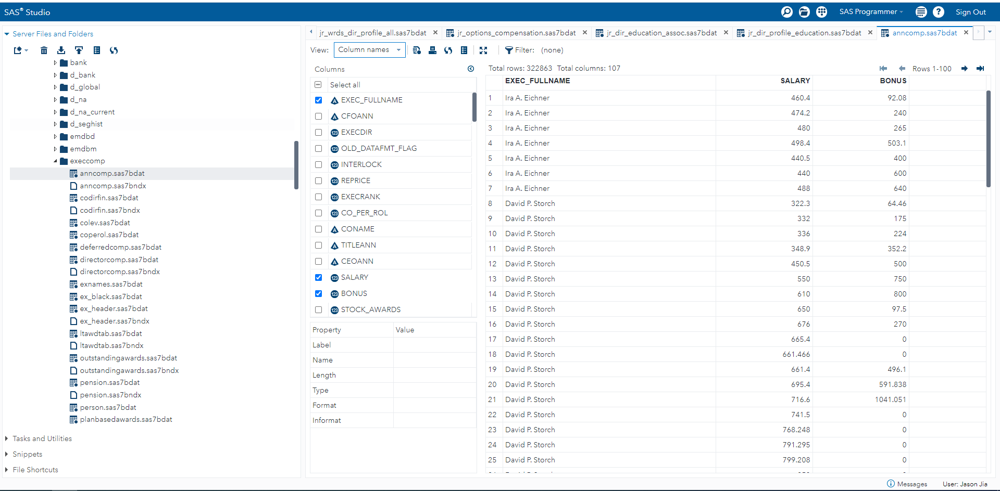 SAS® Studio
SAS Programmer
Sign Out
Server Files and Folders
bank
d_bank
d_global
d_na
d_na_current
d_seghist
emdbd
emdbm
execcomp
anncomp.sas7bdat
anncomp.sas7bndx
codirfin.sas7bdat
codirfin.sas7bndx
colev.sas7bdat
coperol.sas7bdat
deferredcomp.sas7bdat
directorcomp.sas7bdat
directorcomp.sas7bndx
exnames.sas7bdat
ex_black.sas7bdat
ex_header.sas7bdat
ex_header.sas7bndx
ltawdtab.sas7bdat
ltawdtab.sas7bndx
outstandingawards.sas7bdat
outstandingawards.sas7bndx
pension.sas7bdat
pension.sas7bndx
person.sas7bdat
planbasedawards.sas7bdat
Tasks and Utilities
Snippets
File Shortcuts
jr_wrds_dir_profile_all.sas7bdat jr_options_compensation.sas7bdat jr_dir_education_assoc.sas7bdat jr_dir_profile_education.sas7bdat anncomp.sas7bdat
View: Column names Filter: (none)
Columns
Select all
EXEC_FULLNAME
CFOANN
EXECDIR
OLD_DATAFMT_FLAG
INTERLOCK
REPRICE
EXECRANK
CO_PER_ROL
CONAME
TITLEANN
CEOANN
SALARY
BONUS
STOCK_AWARDS
Property Value
Label
Name
Length
Type
Format
Informat
Total rows: 322863 Total columns: 107 Rows 1-100
EXEC_FULLNAME SALARY BONUS
1 Ira A. Eichner 460.4 92.08
2 Ira A. Eichner 474.2 240
3 Ira A. Eichner 480 265
4 Ira A. Eichner 498.4 503.1
5 Ira A. Eichner 440.5 400
6 Ira A. Eichner 440 600
7 Ira A. Eichner 488 640
8 David P. Storch 322.3 64.46
9 David P. Storch 332 175
10 David P. Storch 336 224
11 David P. Storch 348.9 352.2
12 David P. Storch 450.5 500
13 David P. Storch 550 750
14 David P. Storch 610 800
15 David P. Storch 650 97.5
16 David P. Storch 676 270
17 David P. Storch 665.4 0
18 David P. Storch 661.466 0
19 David P. Storch 661.4 496.1
20 David P. Storch 695.4 591.838
21 David P. Storch 716.6 1041.051
22 David P. Storch 741.5 0
23 David P. Storch 768.248 0
24 David P. Storch 791.295 0
25 David P. Storch 799.208 0
Messages User: Jason Jia